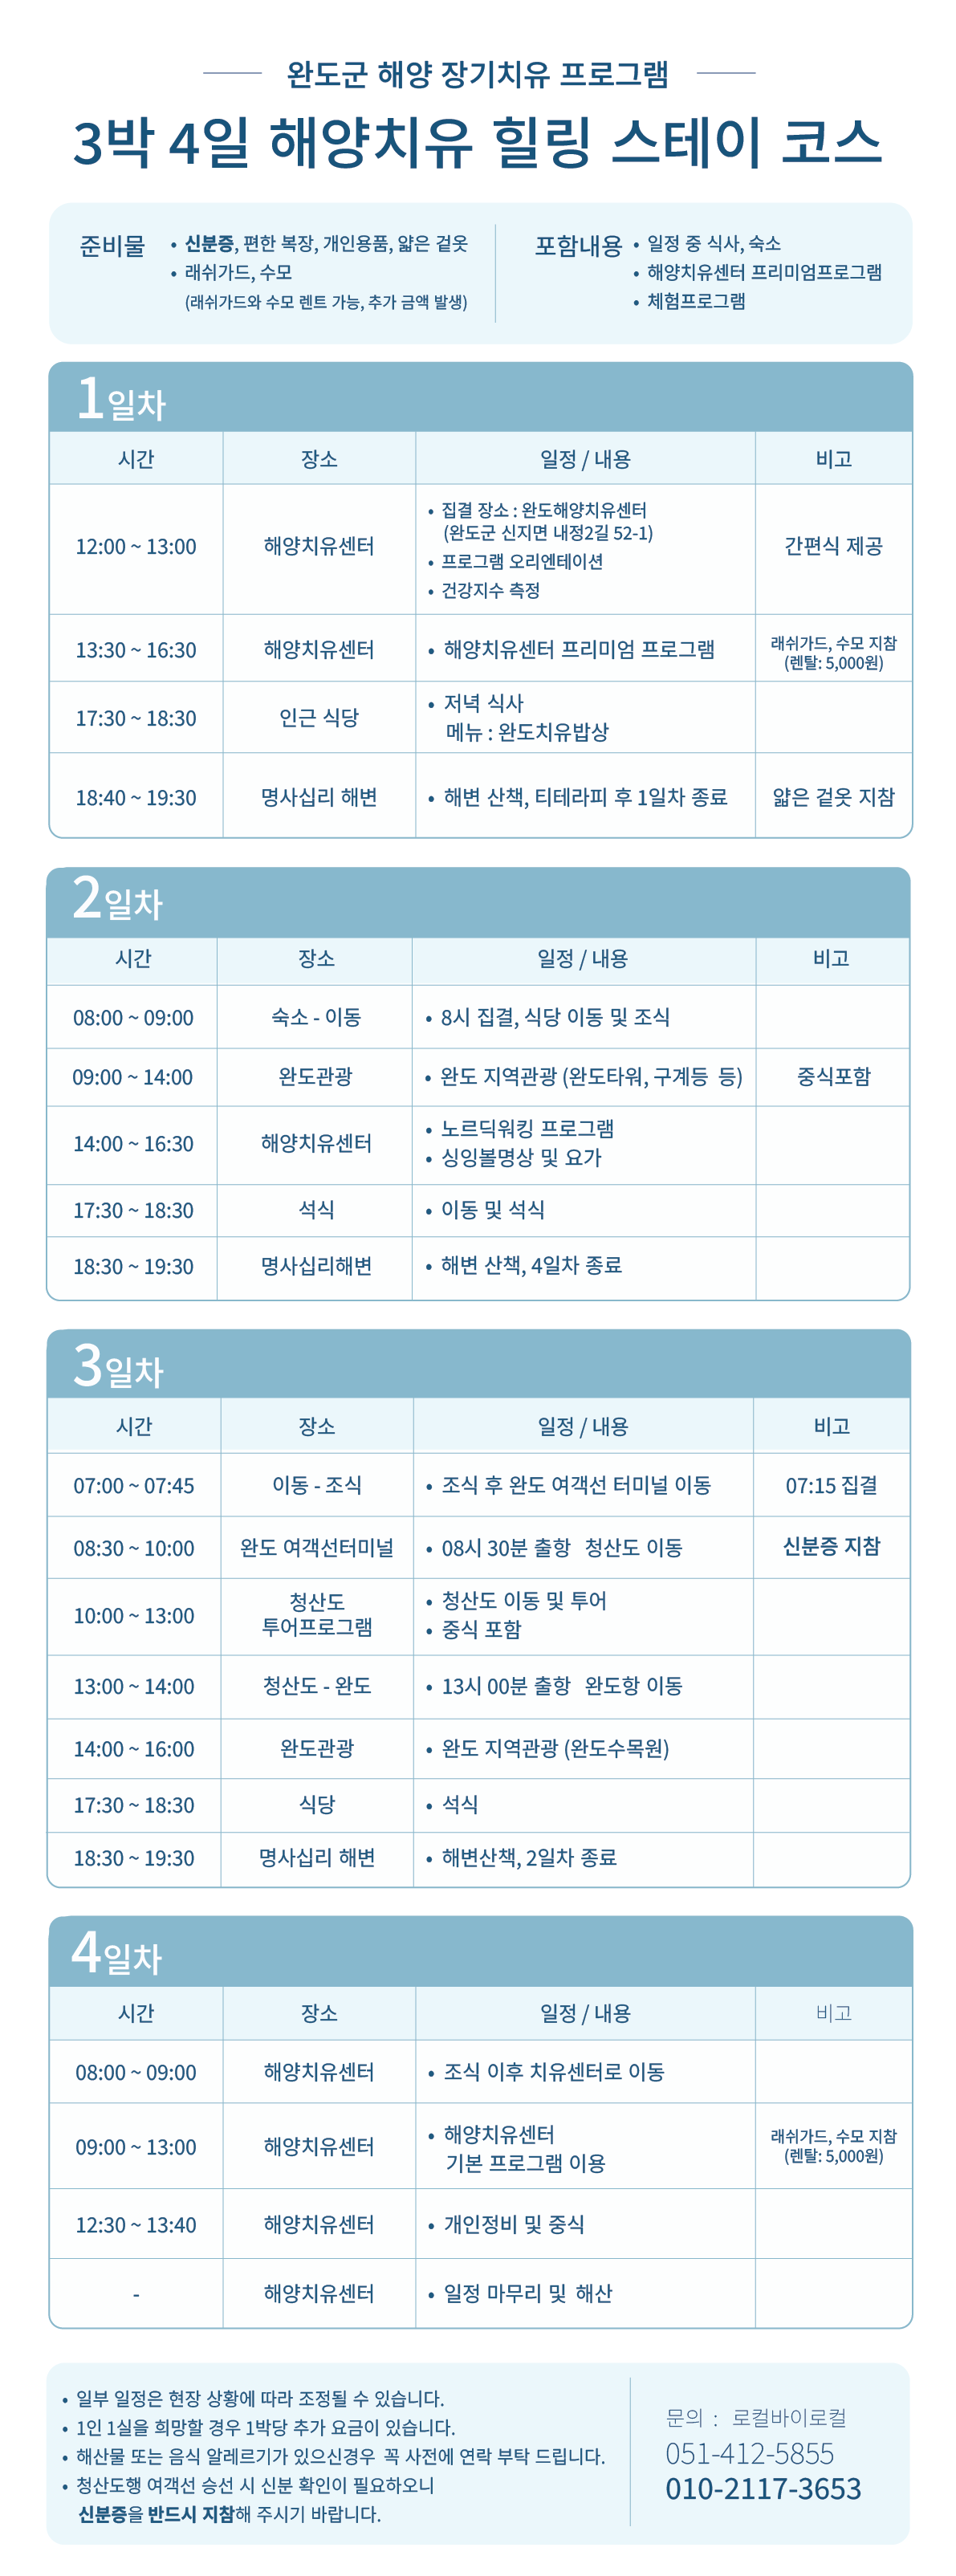 완도군 해양 장기치유 프로그램
3박 4일 해양치유 힐링 스테이 코스
준비물
• 신분증, 편한 복장, 개인용품, 얇은 겉옷
• 래쉬가드, 수모
(래쉬가드와 수모 렌트 가능, 추가 금액 발생)
포함내용
• 일정 중 식사, 숙소
• 해양치유센터 프리미엄프로그램
• 체험프로그램
1일차
시간 장소 일정 / 내용 비고
12:00 ~ 13:00 해양치유센터
• 집결 장소 : 완도해양치유센터
(완도군 신지면 내정2길 52-1)
• 프로그램 오리엔테이션
• 건강지수 측정
간편식 제공
13:30 ~ 16:30 해양치유센터 • 해양치유센터 프리미엄 프로그램
래쉬가드, 수모 지참
(렌탈: 5,000원)
17:30 ~ 18:30 인근 식당
• 저녁 식사
메뉴 : 완도치유밥상
18:40 ~ 19:30 명사십리 해변 • 해변 산책, 티테라피 후 1일차 종료 얇은 겉옷 지참
2일차
시간 장소 일정 / 내용 비고
08:00 ~ 09:00 숙소 - 이동 • 8시 집결, 식당 이동 및 조식
09:00 ~ 14:00 완도관광 • 완도 지역관광 (완도타워, 구계등 등) 중식포함
14:00 ~ 16:30 해양치유센터
• 노르딕워킹 프로그램
• 싱잉볼명상 및 요가
17:30 ~ 18:30 석식 • 이동 및 석식
18:30 ~ 19:30 명사십리해변 • 해변 산책, 4일차 종료
3일차
시간 장소 일정 / 내용 비고
07:00 ~ 07:45 이동 - 조식 • 조식 후 완도 여객선 터미널 이동 07:15 집결
08:30 ~ 10:00 완도 여객선터미널 • 08시 30분 출항 청산도 이동 신분증 지참
10:00 ~ 13:00
청산도
투어프로그램
• 청산도 이동 및 투어
• 중식 포함
13:00 ~ 14:00 청산도 - 완도 • 13시 00분 출항 완도항 이동
14:00 ~ 16:00 완도관광 • 완도 지역관광 (완도수목원)
17:30 ~ 18:30 식당 • 석식
18:30 ~ 19:30 명사십리 해변 • 해변산책, 2일차 종료
4일차
시간 장소 일정 / 내용 비고
08:00 ~ 09:00 해양치유센터 • 조식 이후 치유센터로 이동
09:00 ~ 13:00 해양치유센터
• 해양치유센터
기본 프로그램 이용
래쉬가드, 수모 지참
(렌탈: 5,000원)
12:30 ~ 13:40 해양치유센터 • 개인정비 및 중식
- 해양치유센터 • 일정 마무리 및 해산
• 일부 일정은 현장 상황에 따라 조정될 수 있습니다.
• 1인 1실을 희망할 경우 1박당 추가 요금이 있습니다.
• 해산물 또는 음식 알레르기가 있으신경우 꼭 사전에 연락 부탁 드립니다.
• 청산도행 여객선 승선 시 신분 확인이 필요하오니
신분증을 반드시 지참해 주시기 바랍니다.
문의 : 로컬바이로컬
051-412-5855
010-2117-3653